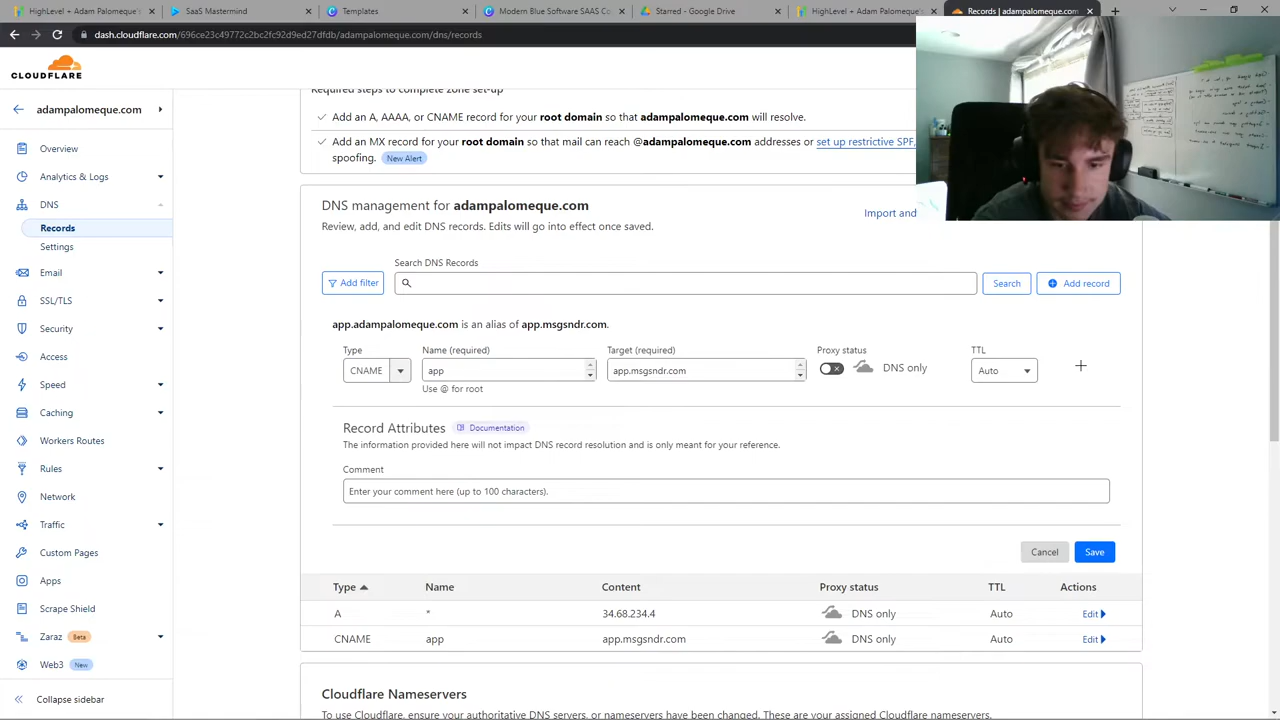 HighLevel + Adam Palomeque's
SaaS Mastermind
Templates
Modern Blue Software SAAS Co
Starred - Google Drive
HighLevel + Adam Palomeque's
Records | adampalomeque.com
dash.cloudflare.com/696ce23c49772c2bc2fc92d9ed27dfdb/adampalomeque.com/dns/records
CLOUDFLARE
adampalomeque.com
Overview
Analytics & Logs
DNS
Records
Settings
Email
SSL/TLS
Security
Access
Speed
Caching
Workers Routes
Rules
Network
Traffic
Custom Pages
Apps
Scrape Shield
Zaraz Beta
Web3 New
Collapse sidebar
Required steps to complete zone set-up
Add an A, AAAA, or CNAME record for your root domain so that adampalomeque.com will resolve.
Add an MX record for your root domain so that mail can reach @adampalomeque.com addresses or set up restrictive SPF,
spoofing. New Alert
DNS management for adampalomeque.com
Import and
Review, add, and edit DNS records. Edits will go into effect once saved.
Search DNS Records
Add filter
Search
Add record
app.adampalomeque.com is an alias of app.msgsndr.com.
Type Name (required) Target (required) Proxy status TTL
CNAME app app.msgsndr.com DNS only Auto
Use @ for root
Record Attributes Documentation
The information provided here will not impact DNS record resolution and is only meant for your reference.
Comment
Enter your comment here (up to 100 characters).
Cancel Save
Type Name Content Proxy status TTL Actions
A * 34.68.234.4 DNS only Auto Edit
CNAME app app.msgsndr.com DNS only Auto Edit
Cloudflare Nameservers
To use Cloudflare, ensure your authoritative DNS servers, or nameservers have been changed. These are your assigned Cloudflare nameservers.